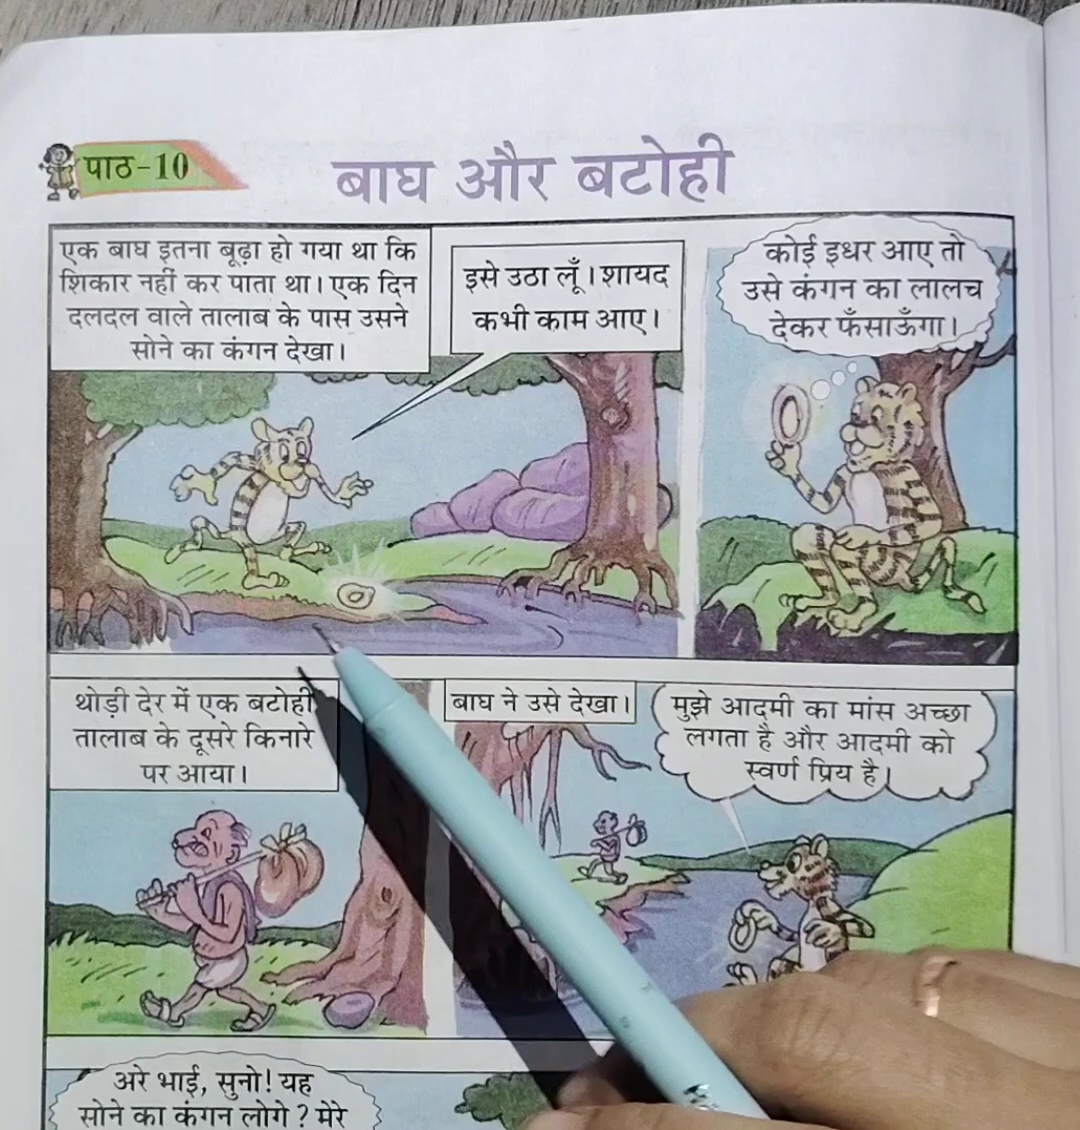 पाठ-10
बाघ और बटोही
एक बाघ इतना बूढ़ा हो गया था कि
शिकार नहीं कर पाता था। एक दिन
दलदल वाले तालाब के पास उसने
सोने का कंगन देखा।
इसे उठा लूँ। शायद
कभी काम आए।
कोई इधर आए तो
उसे कंगन का लालच
देकर फँसाऊँगा।
थोड़ी देर में एक बटोही
तालाब के दूसरे किनारे
पर आया।
बाघ ने उसे देखा।
मुझे आदमी का मांस अच्छा
लगता है और आदमी को
स्वर्ण प्रिय है।
अरे भाई, सुनो! यह
सोने का कंगन लोगे ? मेरे